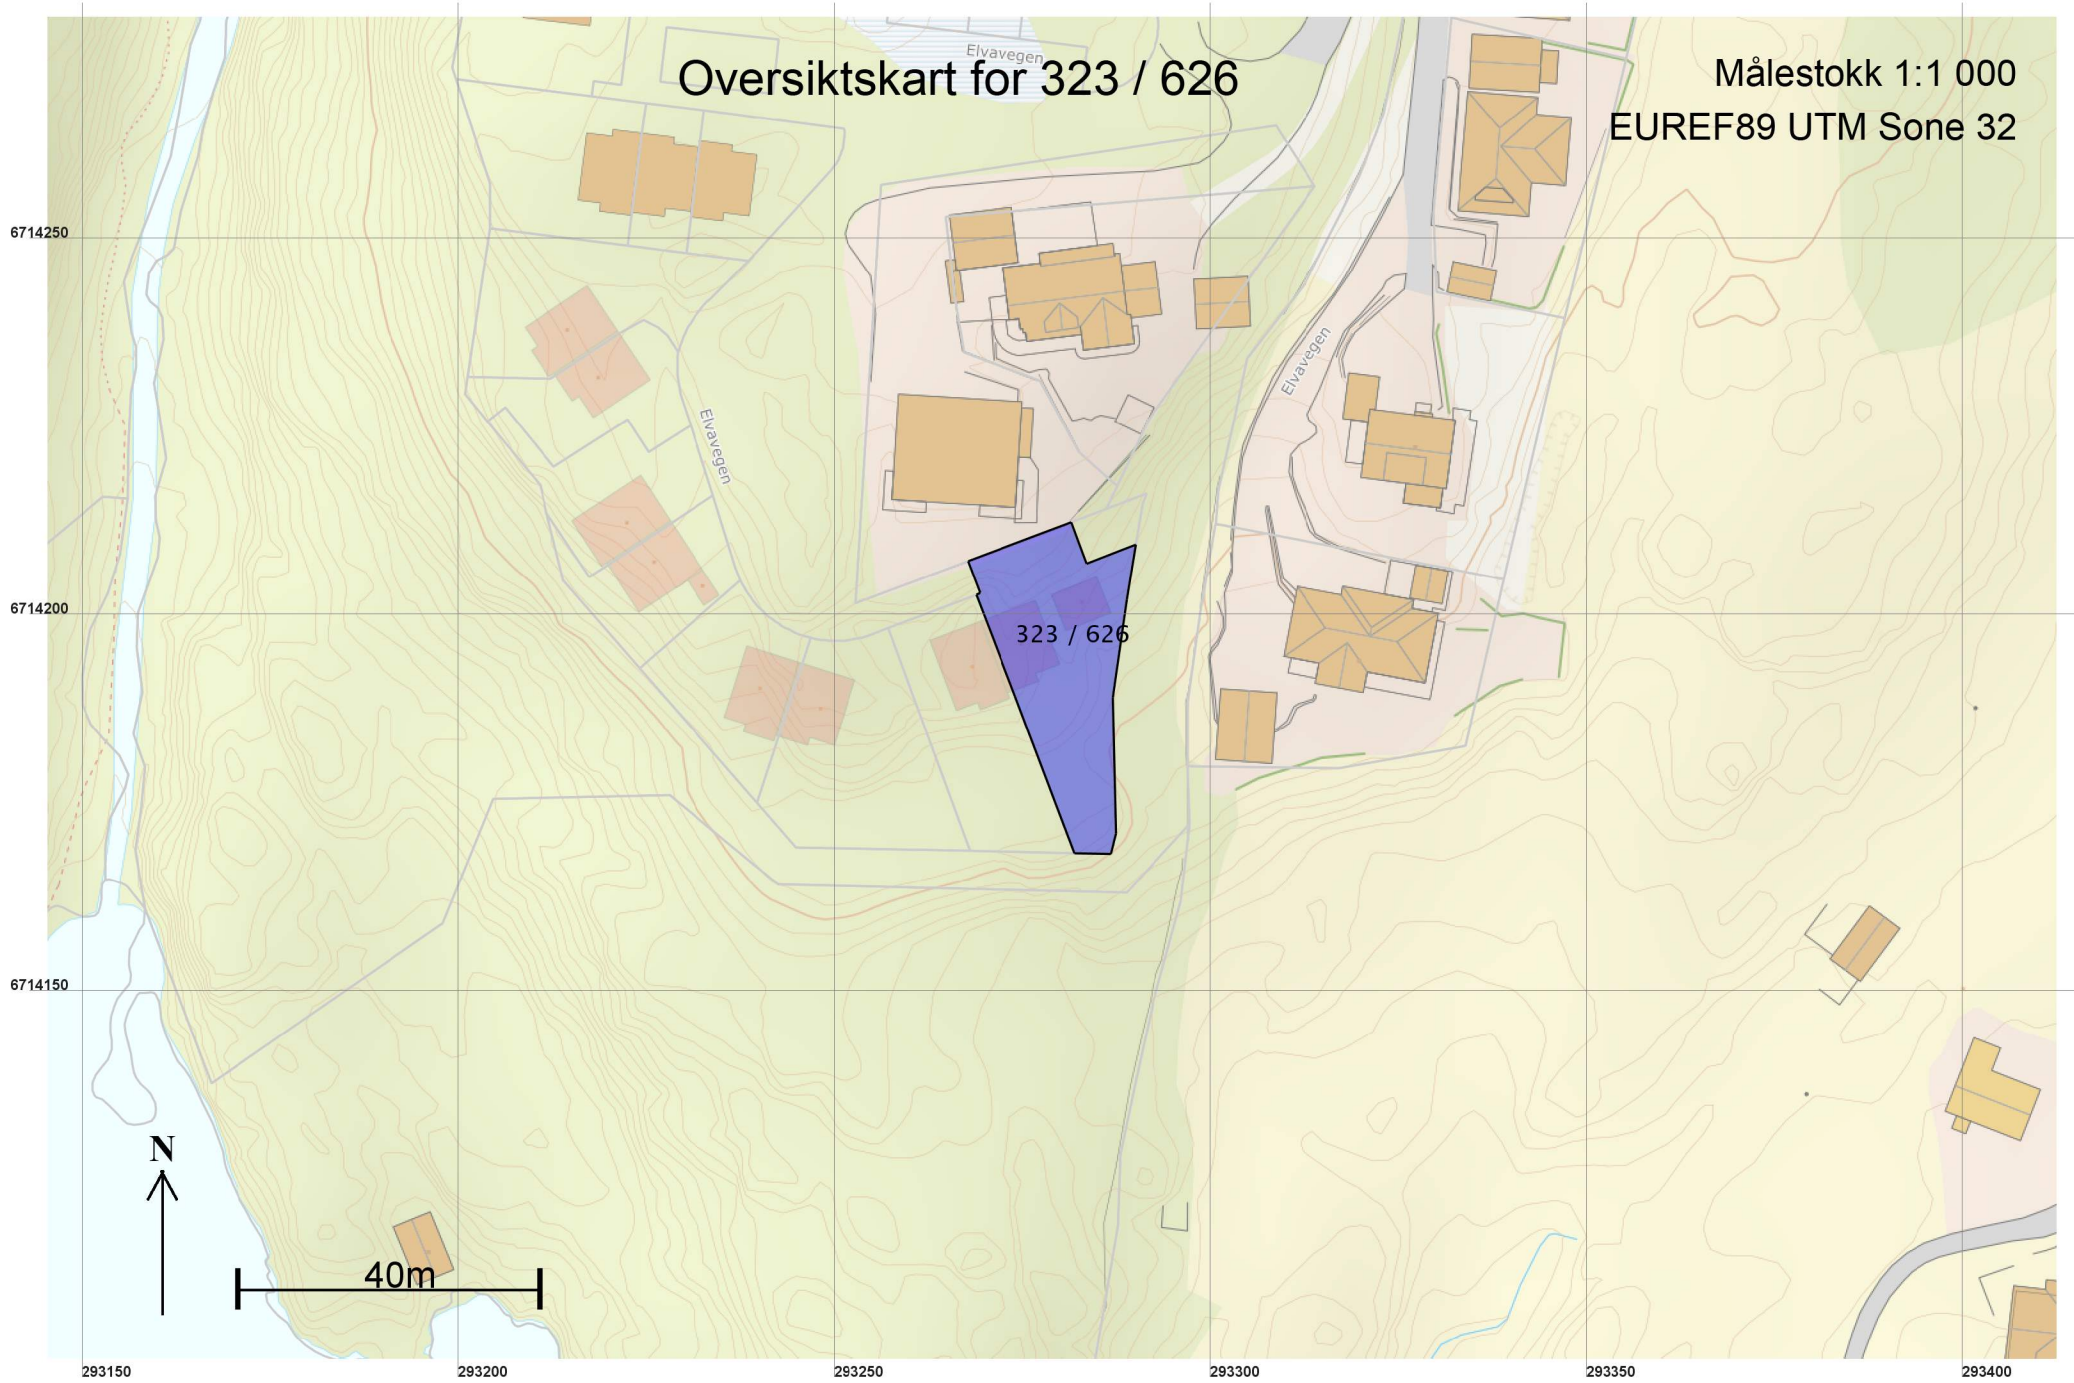 Elvavegen
Oversiktskart for 323 / 626
Målestokk 1:1 000
EUREF89 UTM Sone 32
6714250
Elvavegen
Elvavegen
6714200
323 / 626
6714150
N
40m
293150
293200
293250
293300
293350
293400